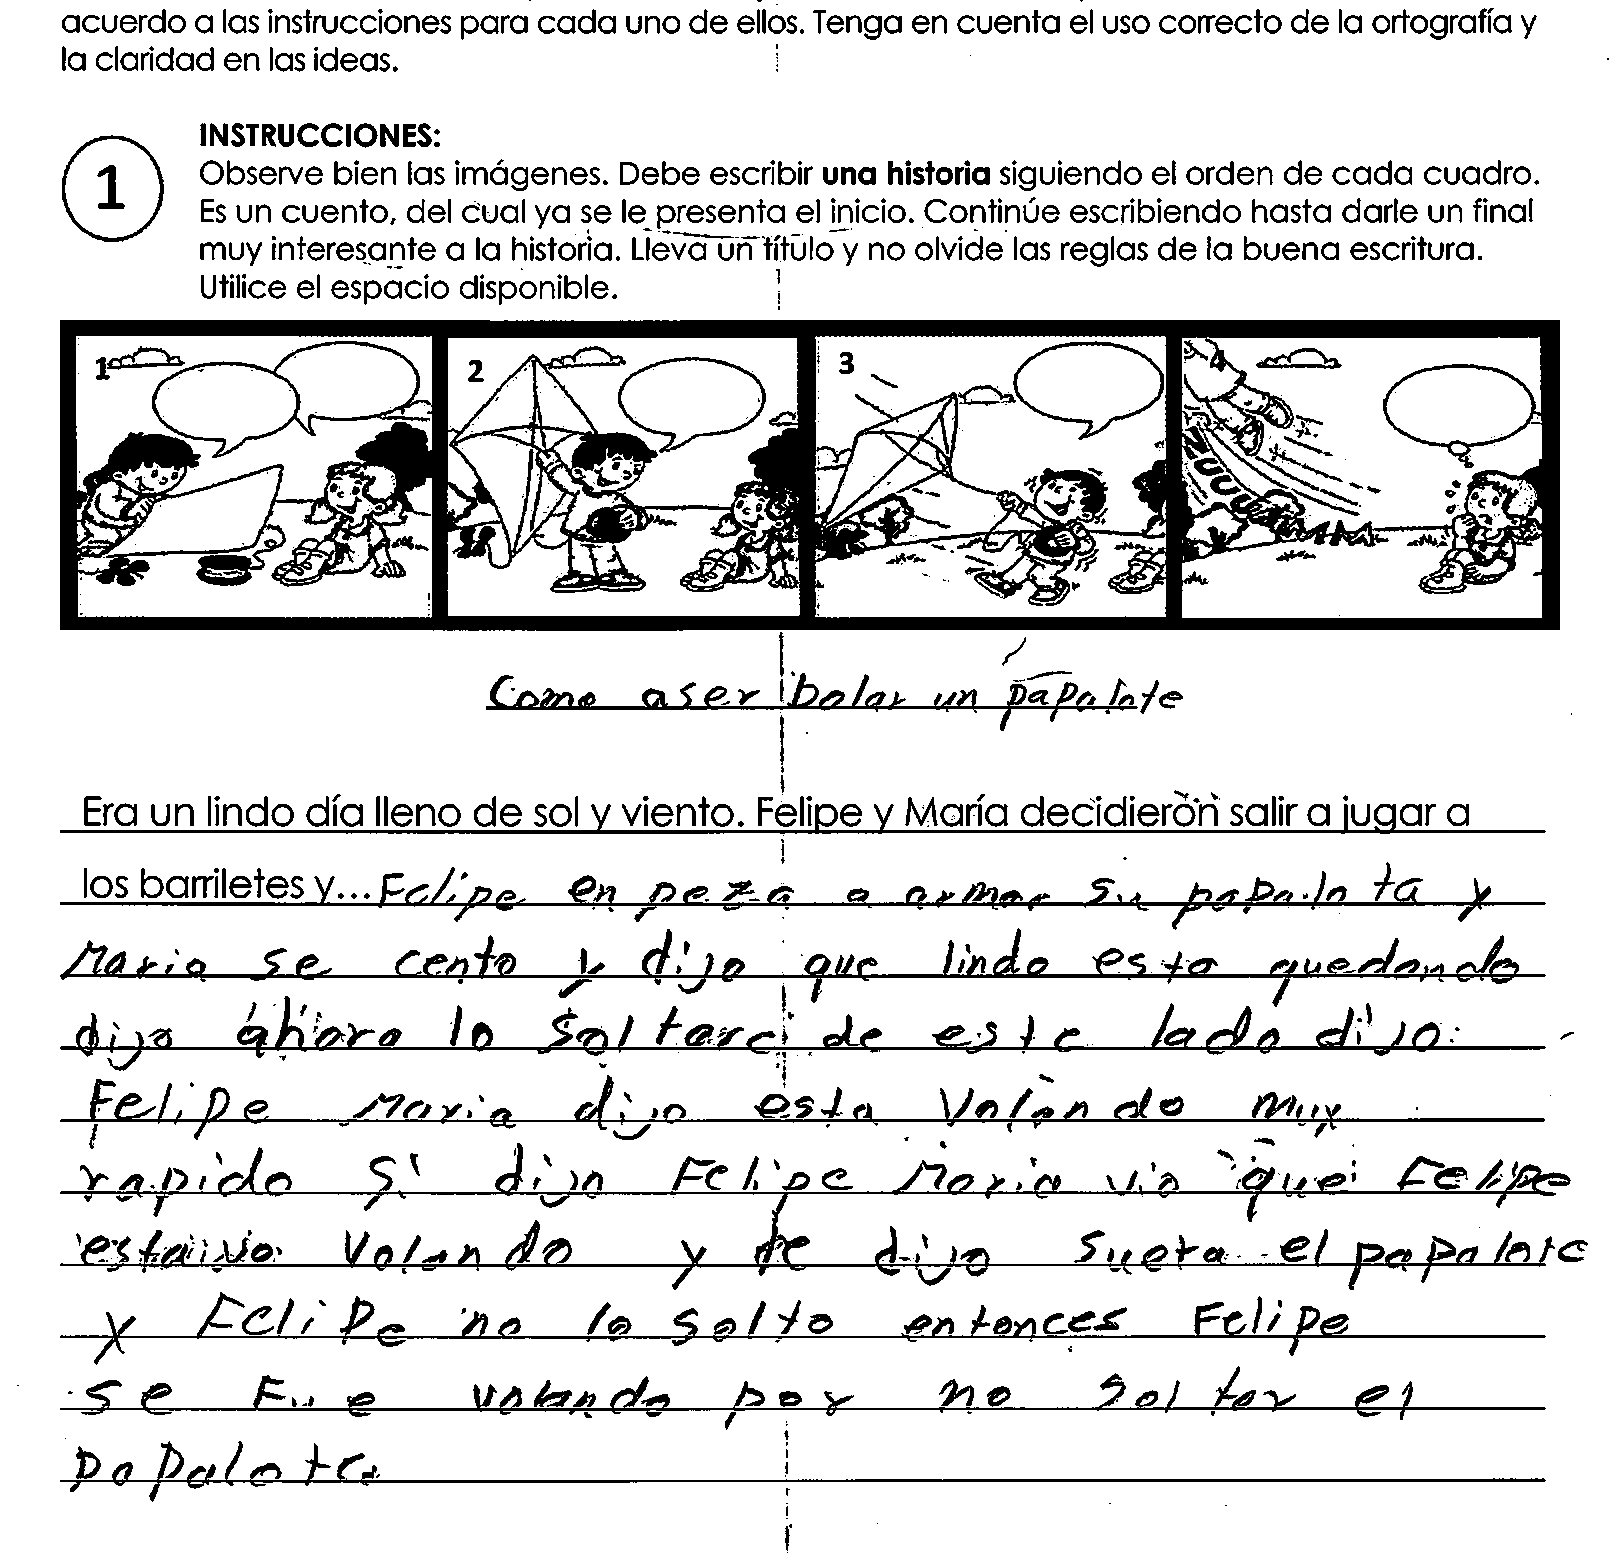 acuerdo a las instrucciones para cada uno de ellos. Tenga en cuenta el uso correcto de la ortografía y
la claridad en las ideas.
INSTRUCCIONES:
1
Observe bien las imágenes. Debe escribir una historia siguiendo el orden de cada cuadro.
Es un cuento, del cual ya se le presenta el inicio. Continúe escribiendo hasta darle un final
muy interesante a la historia. Lleva un título y no olvide las reglas de la buena escritura.
Utilice el espacio disponible.
1 2 3 4
Como aser bolar un papalote
Era un lindo día lleno de sol y viento. Felipe y María decidieron salir a jugar a
los barriletes y... Felipe en peza a armar su papalota y
Maria se cento y dijo que lindo esta quedando
dijo ahora lo soltare de este lado dijo:
Felipe Maria dijo esta volando muy
rapido si dijo Felipe Maria vio que Felipe
estava volando y le dijo sueta el papalote
y Felipe no lo solto entonces Felipe
se Fue volando por no soltar el
papalote